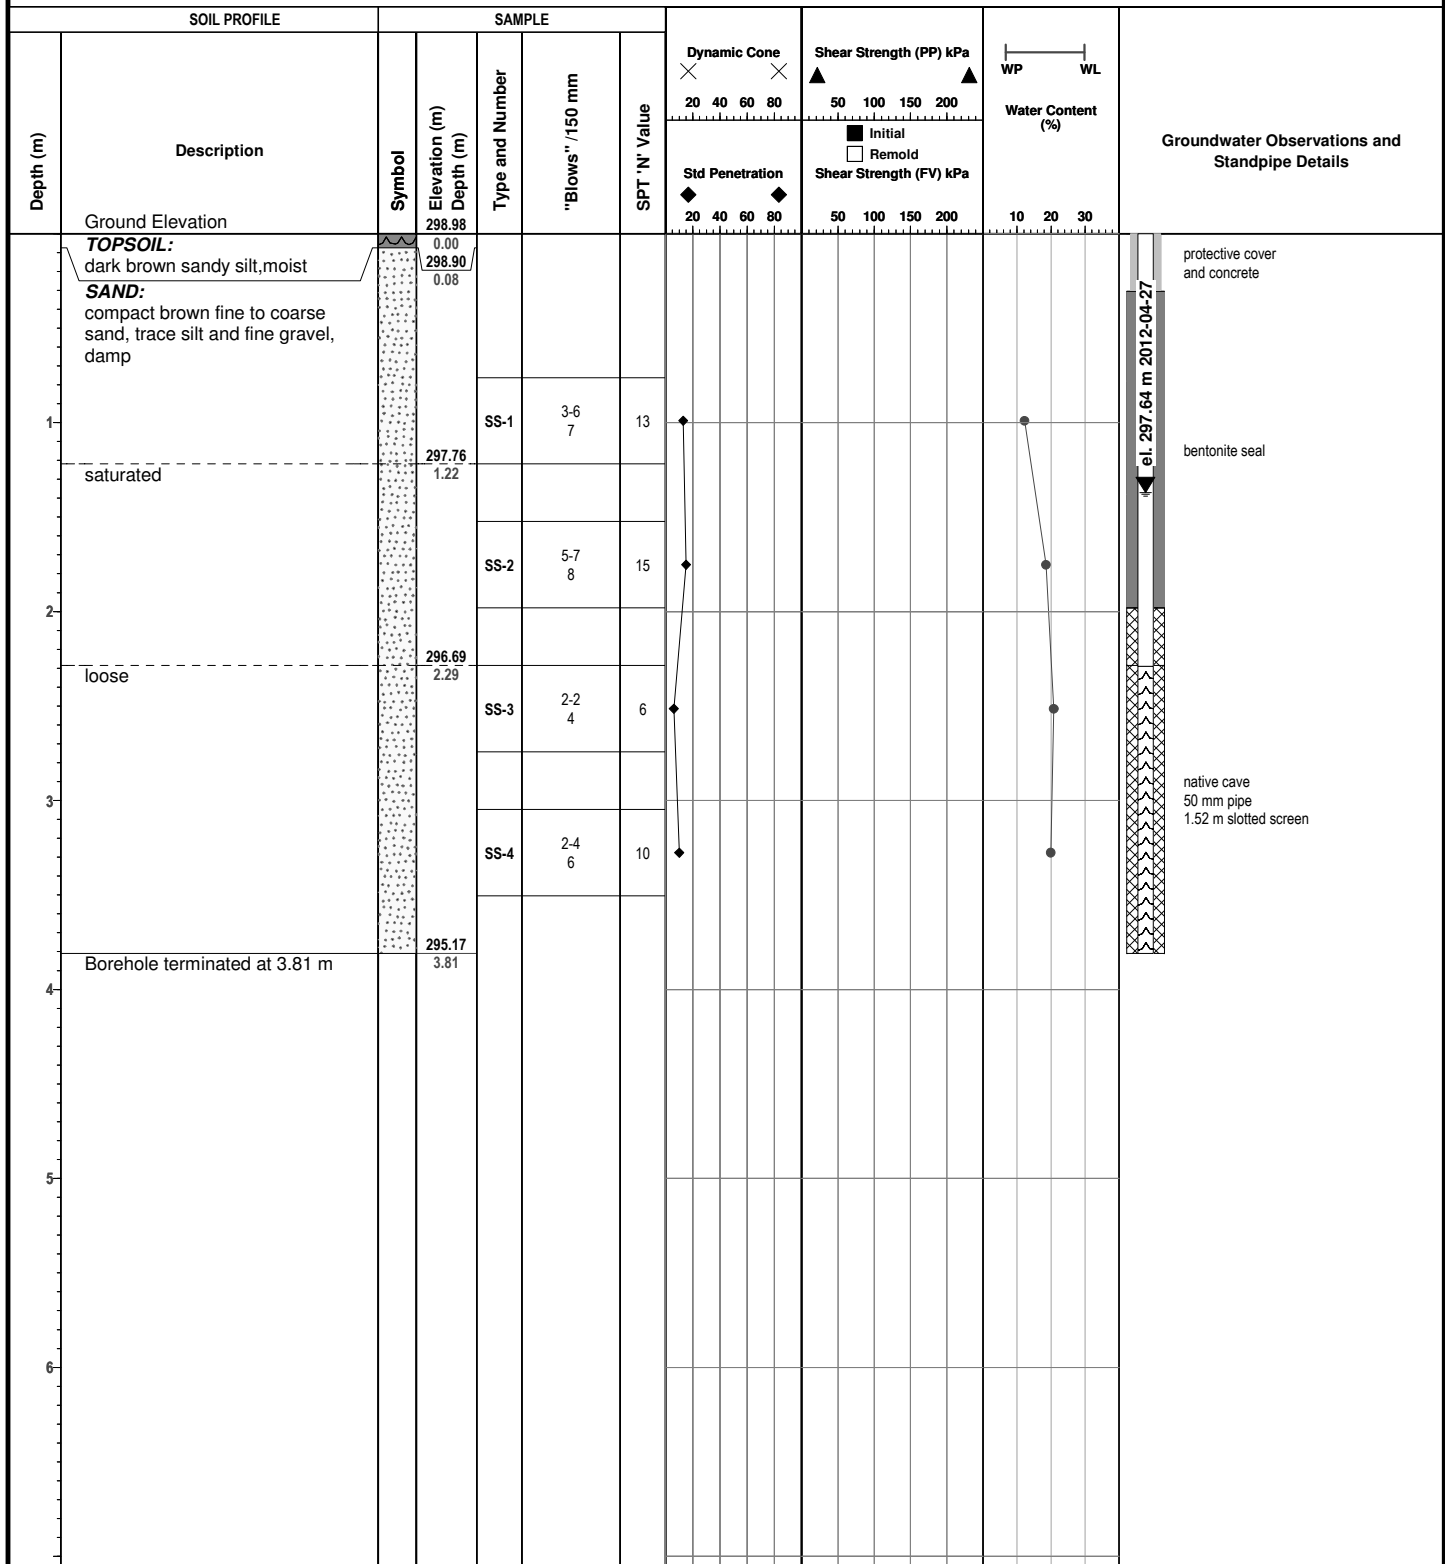 SOIL PROFILE
SAMPLE
Depth (m)
Description
Symbol
Elevation (m)
Depth (m)
Type and Number
"Blows" /150 mm
SPT 'N' Value
Dynamic Cone
20 40 60 80
Std Penetration
20 40 60 80
Shear Strength (PP) kPa
50 100 150 200
Initial
Remold
Shear Strength (FV) kPa
50 100 150 200
WP WL
Water Content
(%)
10 20 30
Groundwater Observations and
Standpipe Details
Ground Elevation
298.98
TOPSOIL:
0.00
dark brown sandy silt,moist
298.90
0.08
protective cover
and concrete
SAND:
compact brown fine to coarse
sand, trace silt and fine gravel,
damp
el. 297.64 m 2012-04-27
1
SS-1
3-6
7
13
bentonite seal
297.76
saturated
1.22
SS-2
5-7
8
15
2
296.69
loose
2.29
SS-3
2-2
4
6
3
native cave
50 mm pipe
1.52 m slotted screen
SS-4
2-4
6
10
295.17
Borehole terminated at 3.81 m
3.81
4
5
6